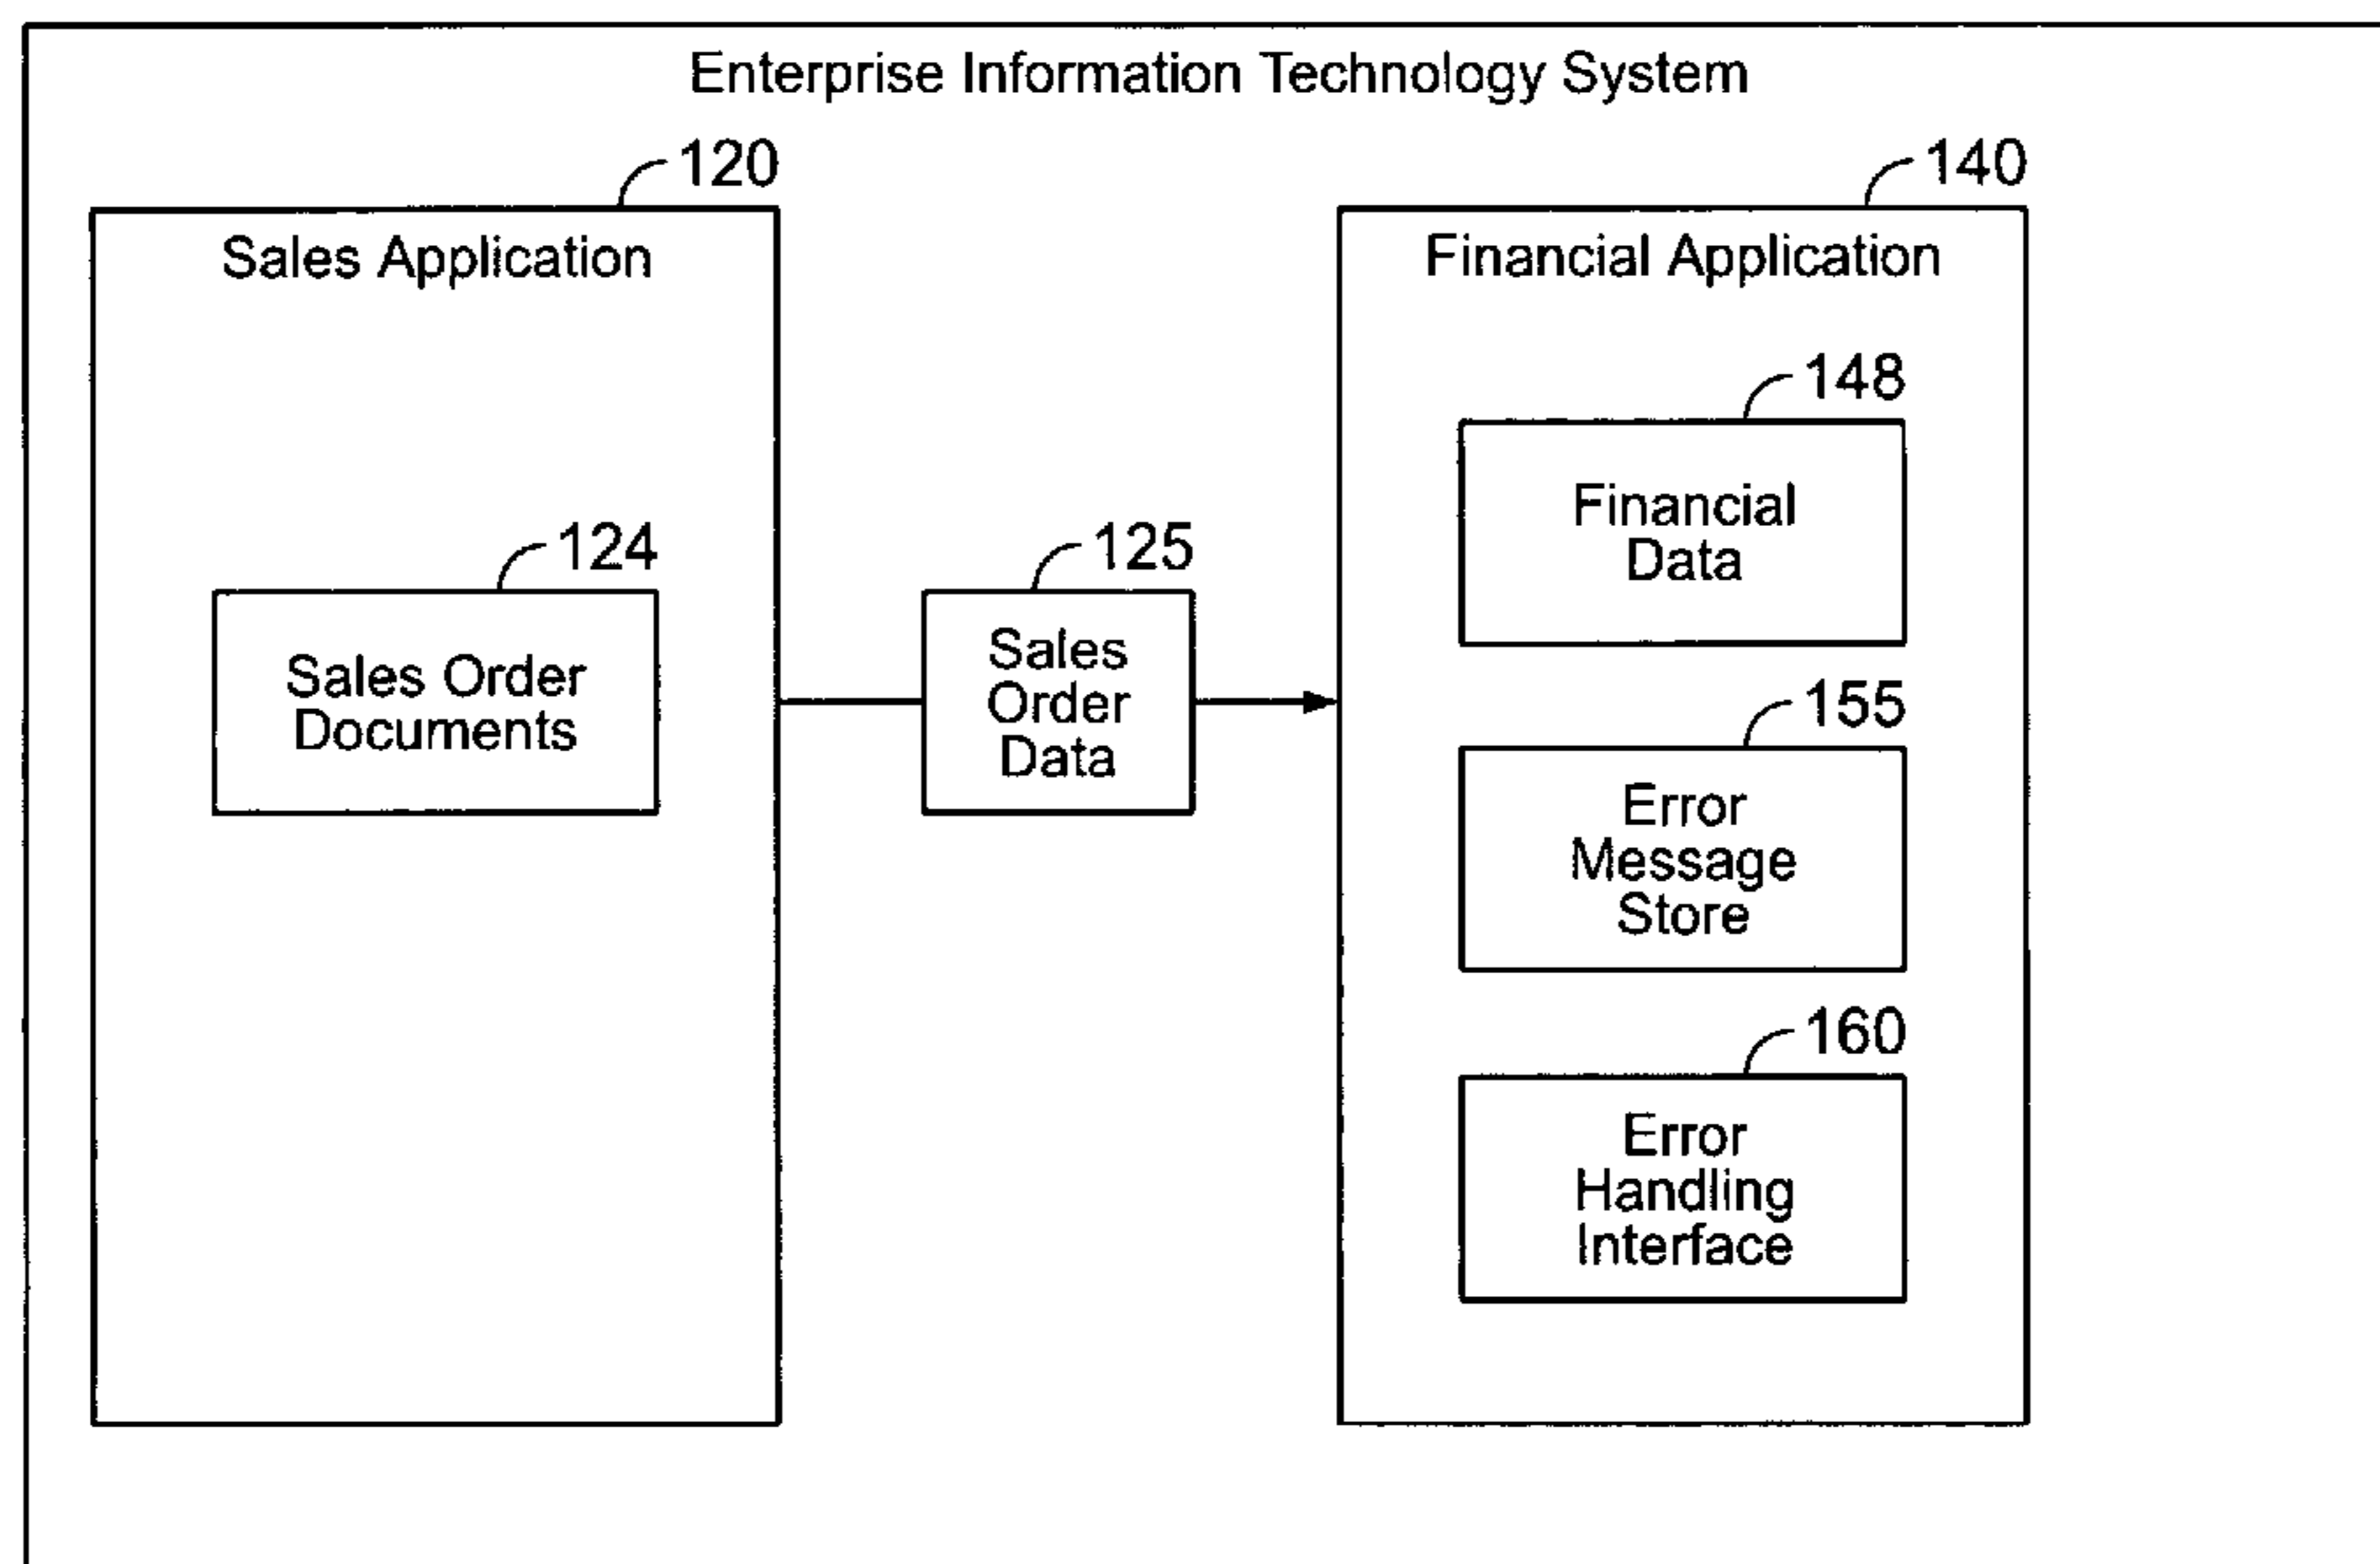 Enterprise Information Technology System
120
140
Sales Application
Financial Application
148
Financial
Data
124
125
Sales Order
Documents
Sales
Order
Data
155
Error
Message
Store
160
Error
Handling
Interface